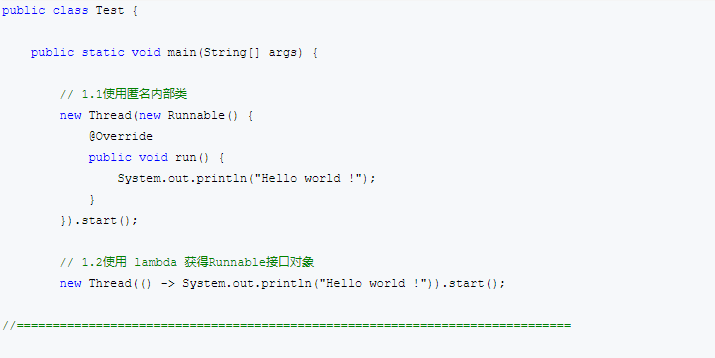 public class Test {
public static void main(String[] args) {
// 1.1使用匿名内部类
new Thread(new Runnable() {
@Override
public void run() {
System.out.println("Hello world !");
}
}).start();
// 1.2使用 lambda 获得Runnable接口对象
new Thread(() -> System.out.println("Hello world !")).start();
//=============================================================================